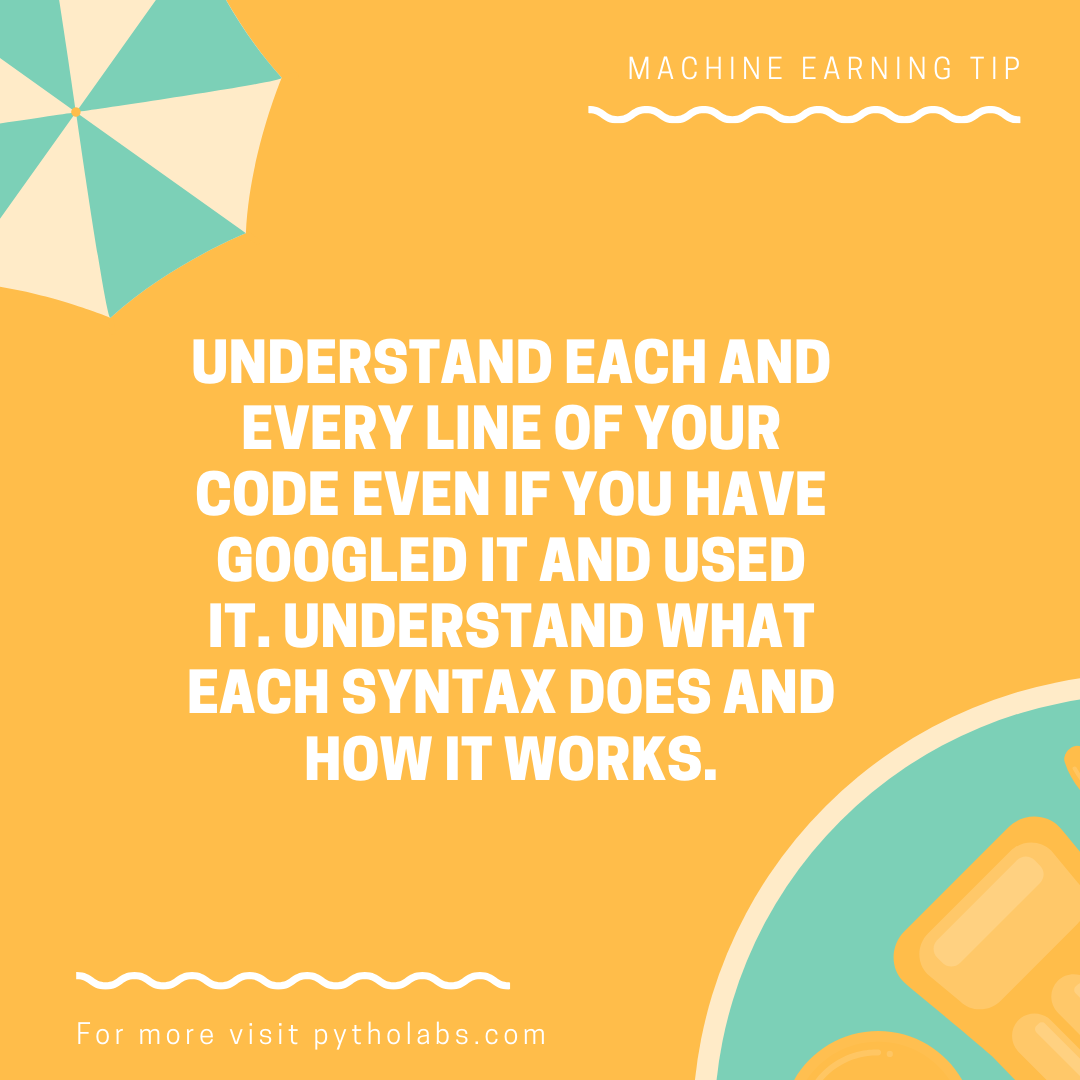 MACHINE EARNING TIP
UNDERSTAND EACH AND
EVERY LINE OF YOUR
CODE EVEN IF YOU HAVE
GOOGLED IT AND USED
IT. UNDERSTAND WHAT
EACH SYNTAX DOES AND
HOW IT WORKS.
For more visit pytholabs.com